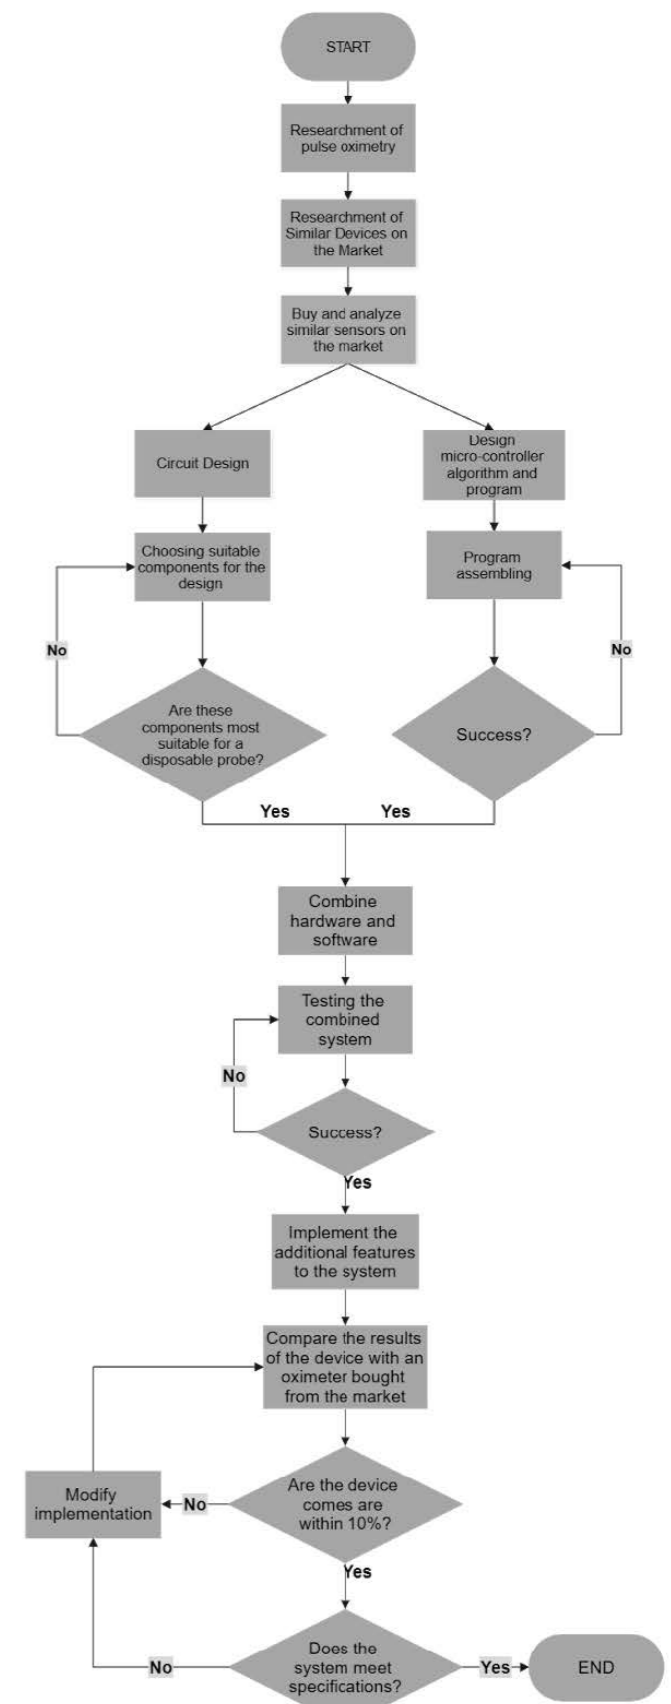 START
Researchment of
pulse oximetry
Researchment of
Similar Devices on
the Market
Buy and analyze
similar sensors on
the market
Circuit Design
Design
micro-controller
algorithm and
program
Choosing suitable
components for the
design
Program
assembling
No
No
Are these
components most
suitable for a
disposable probe?
Success?
Yes
Yes
Combine
hardware and
software
Testing the
combined
system
No
Success?
Yes
Implement the
additional features
to the system
Compare the results
of the device with an
oximeter bought
from the market
Modify
implementation
No
Are the device
comes are
within 10%?
Yes
No
Does the
system meet
specifications?
Yes
END